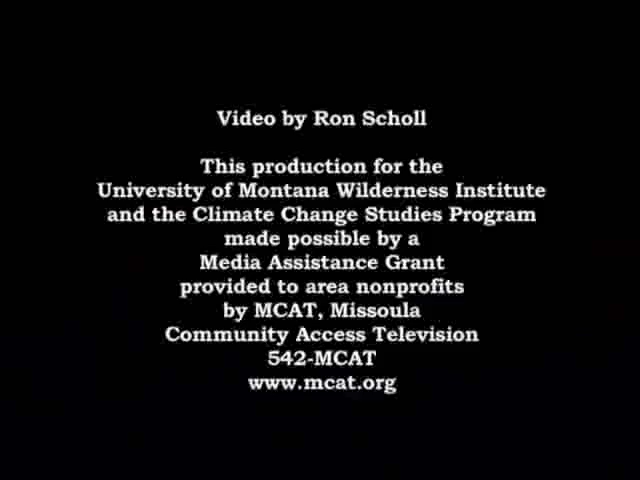 Video by Ron Scholl
This production for the
University of Montana Wilderness Institute
and the Climate Change Studies Program
made possible by a
Media Assistance Grant
provided to area nonprofits
by MCAT, Missoula
Community Access Television
542-MCAT
www.mcat.org